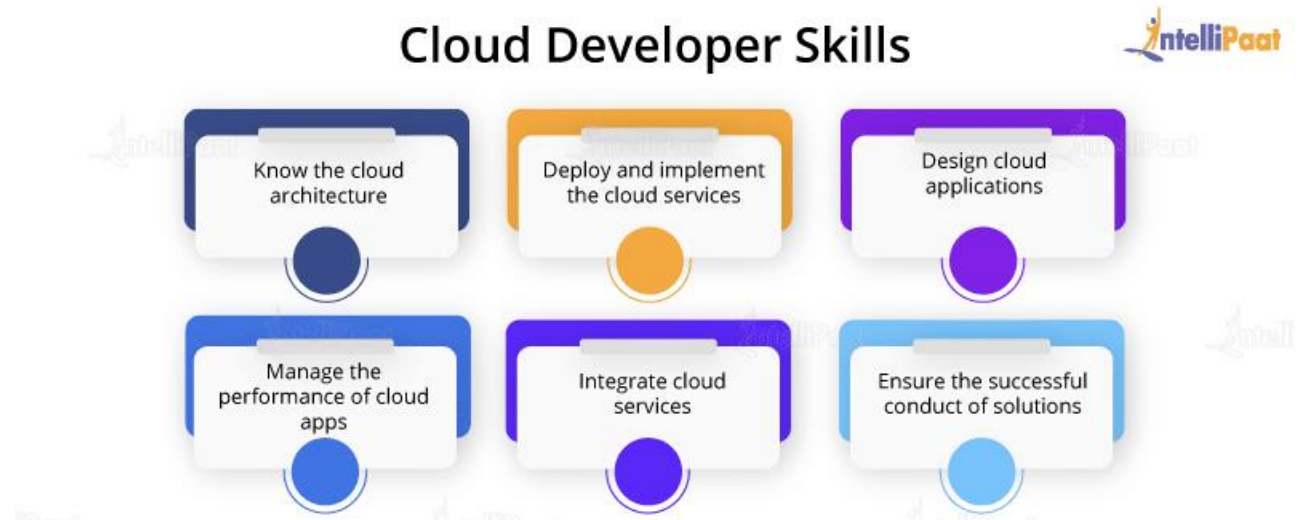 Cloud Developer Skills
IntelliPaat
Know the cloud
architecture
Deploy and implement
the cloud services
Design cloud
applications
Manage the
performance of cloud
apps
Integrate cloud
services
Ensure the successful
conduct of solutions